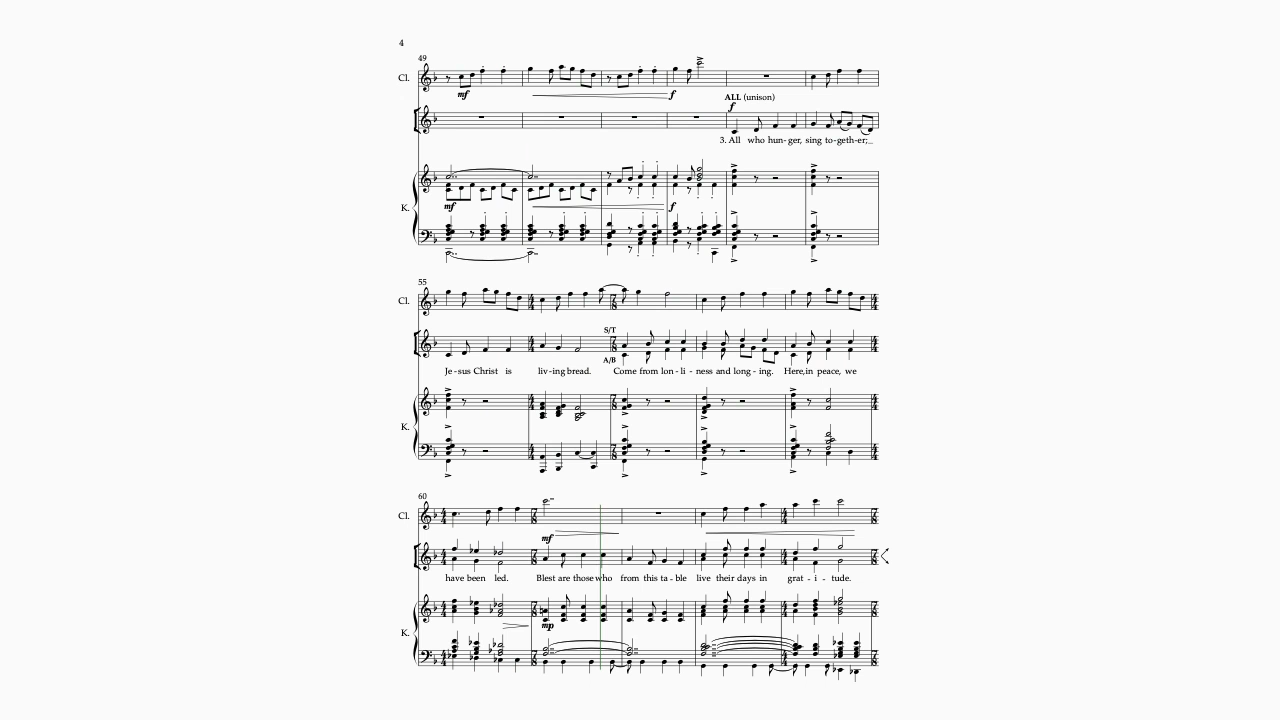 4
49
Cl.
mf
f
ALL (unison)
f
3. All who hun-ger, sing to-geth-er;_
mf
f
K.
55
Cl.
S/T
A/B
Je-sus Christ is liv-ing bread. Come from lon-li-ness and long-ing. Here,in peace, we
K.
60
Cl.
mf
have been led. Blest are those who from this ta-ble live their days in grat-i-tude.
mp
K.